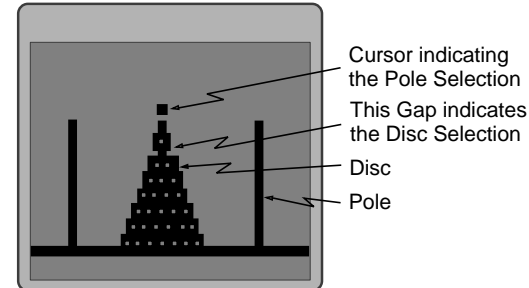 Cursor indicating
the Pole Selection
This Gap indicates
the Disc Selection
Disc
Pole